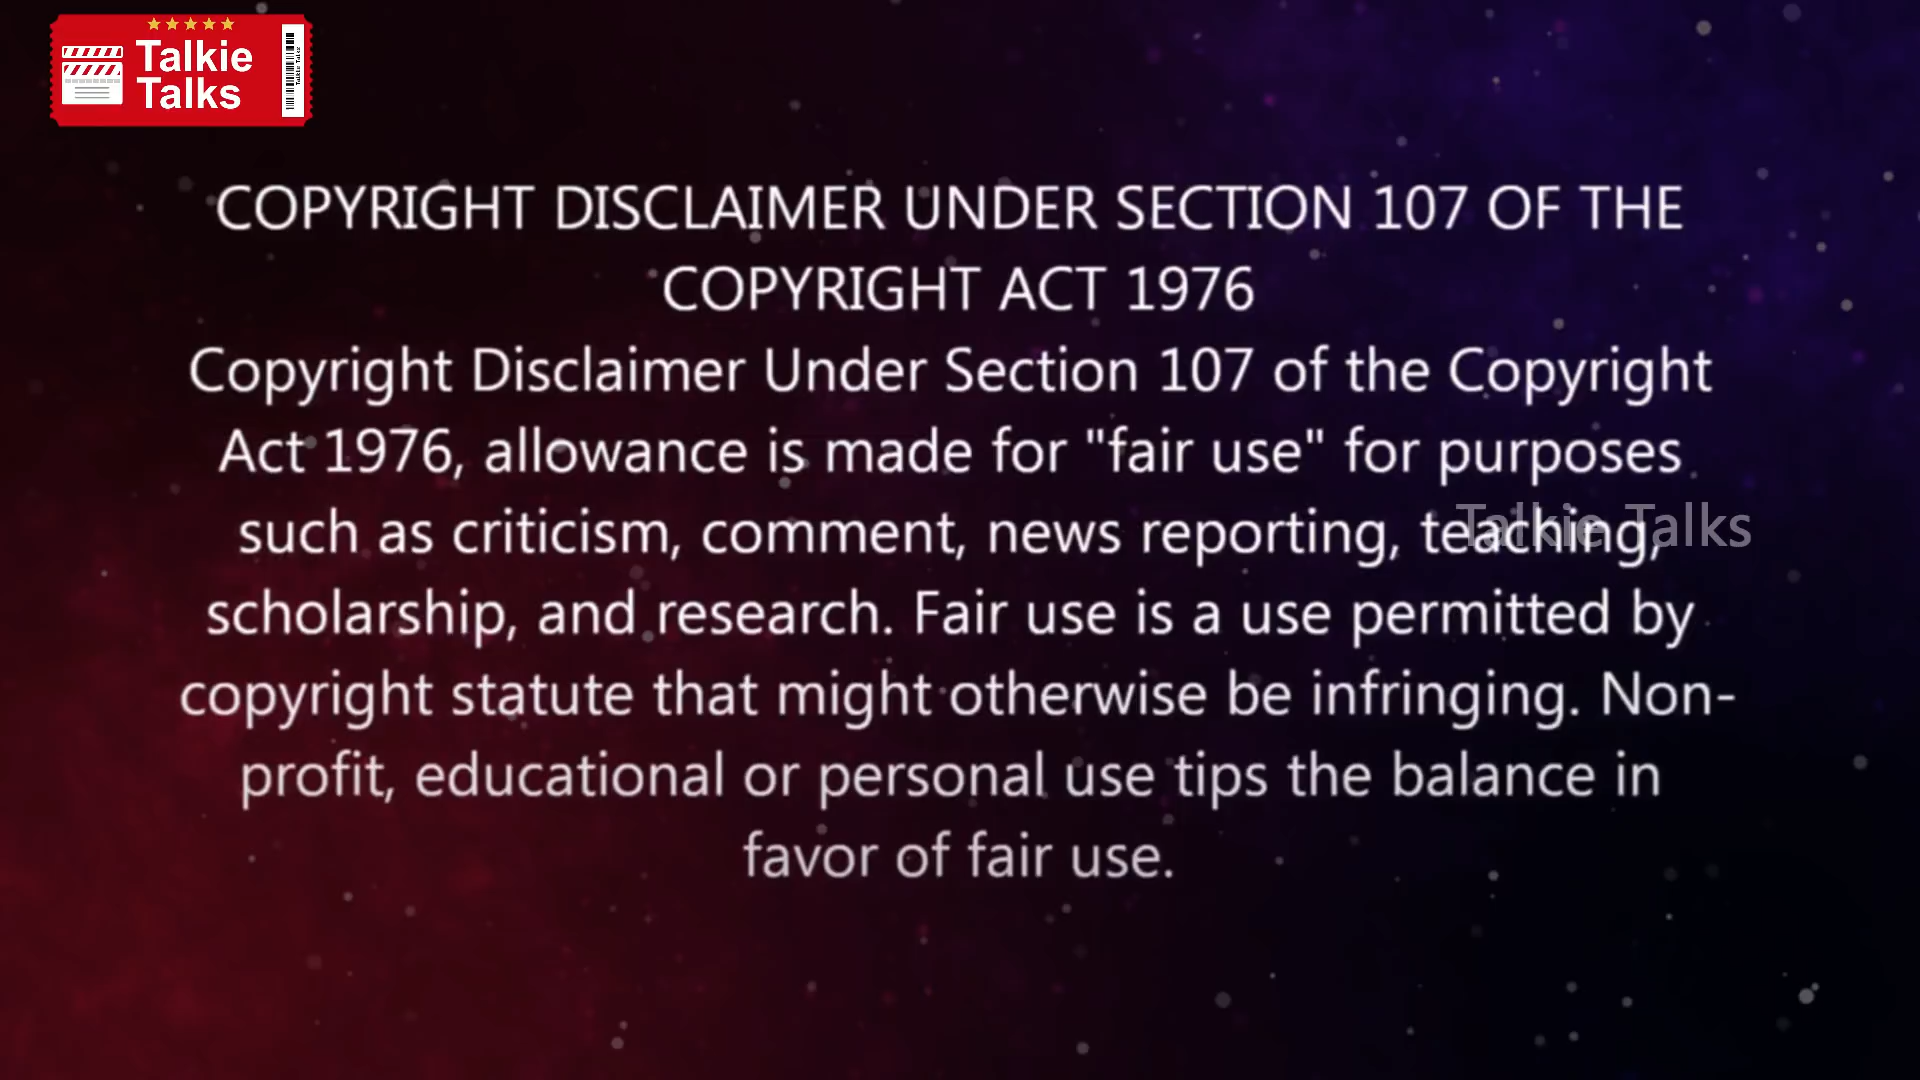 Talkie
Talks
Talkie Talks
COPYRIGHT DISCLAIMER UNDER SECTION 107 OF THE
COPYRIGHT ACT 1976
Copyright Disclaimer Under Section 107 of the Copyright
Act 1976, allowance is made for "fair use" for purposes
such as criticism, comment, news reporting, teaching,
Talkie Talks
scholarship, and research. Fair use is a use permitted by
copyright statute that might otherwise be infringing. Non-
profit, educational or personal use tips the balance in
favor of fair use.